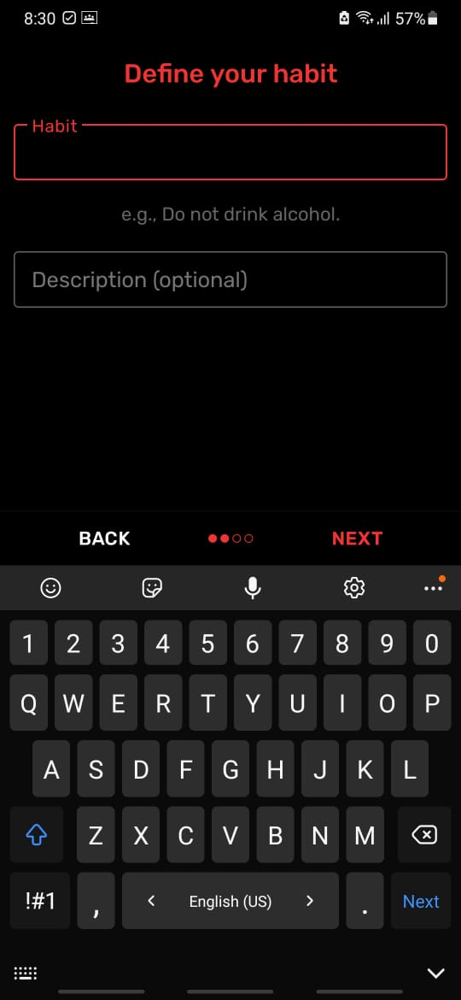 8:30 57%
Define your habit
Habit
e.g., Do not drink alcohol.
Description (optional)
BACK NEXT
1 2 3 4 5 6 7 8 9 0
Q W E R T Y U I O P
A S D F G H J K L
Z X C V B N M
!#1 , < English (US) > . Next